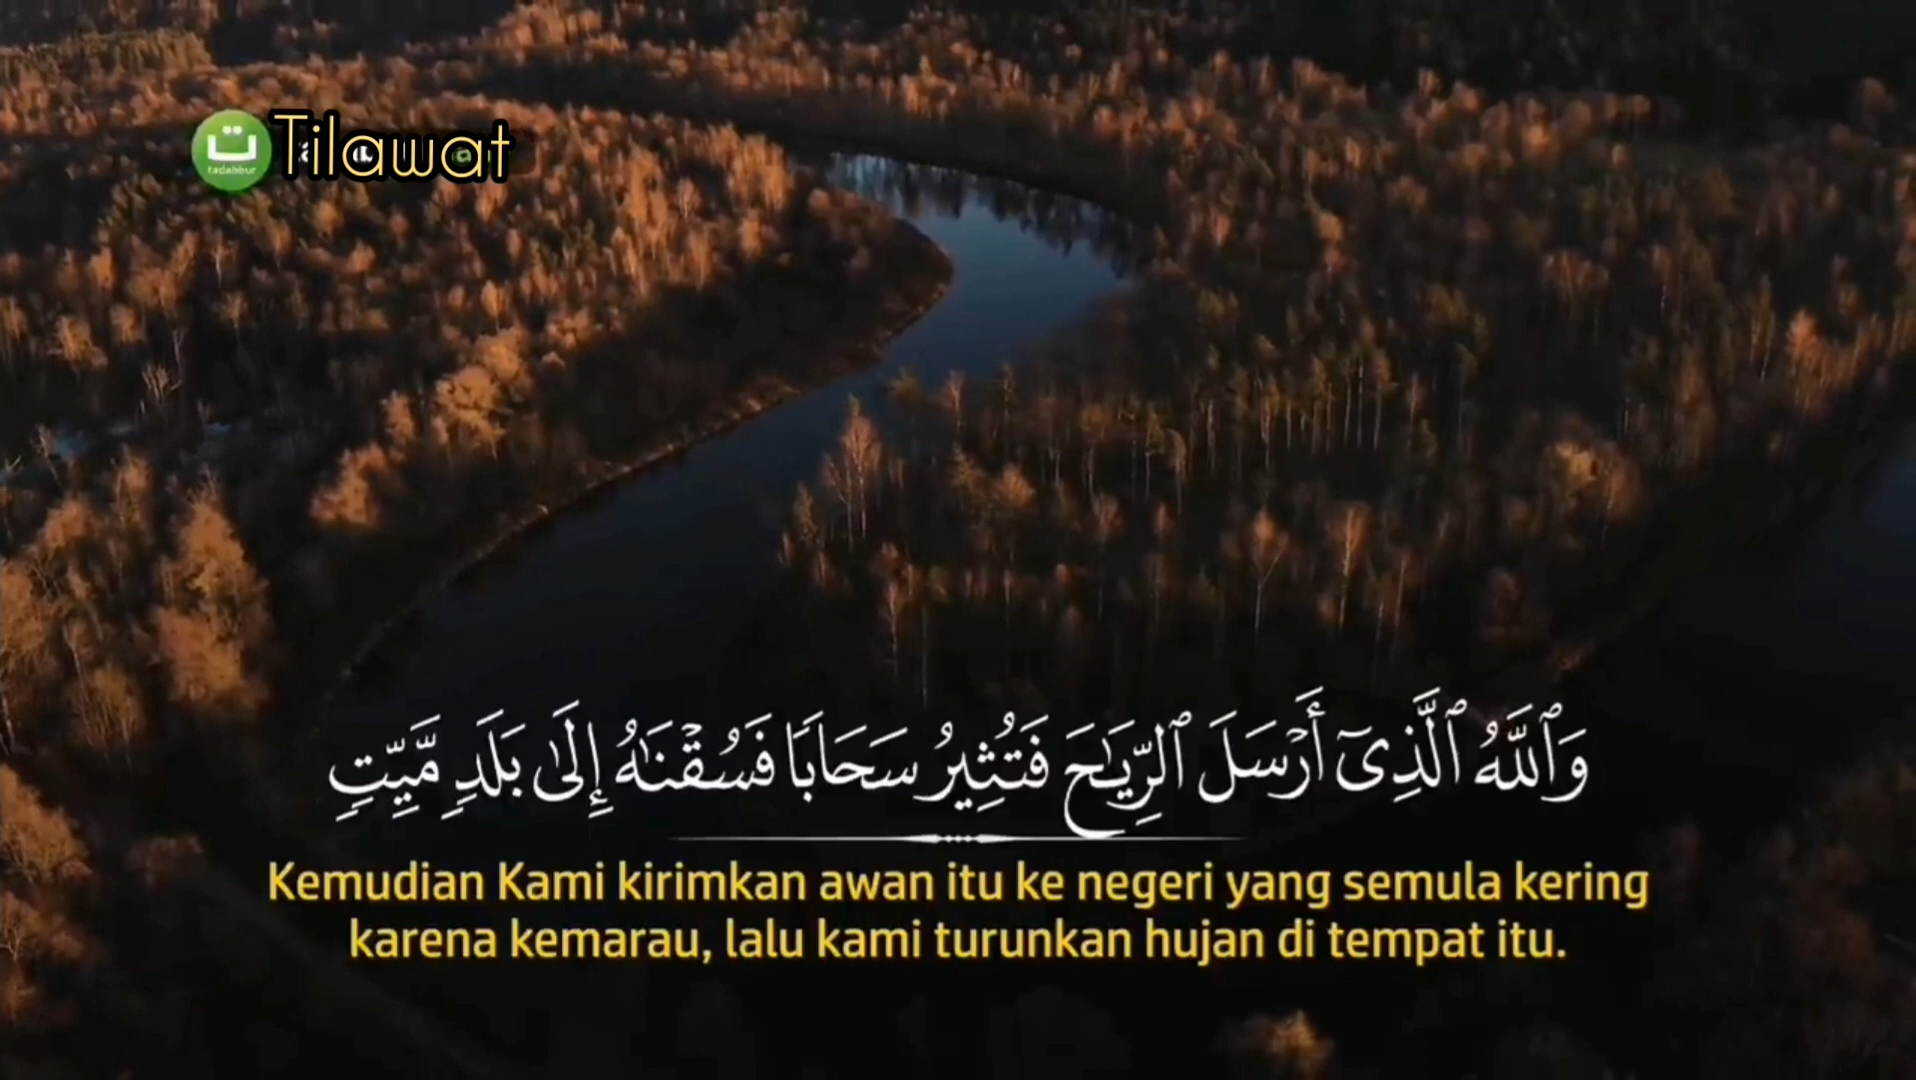 ت
tadabbur
Tilawat
وَٱللَّهُ ٱلَّذِىٓ أَرْسَلَ ٱلرِّيَـٰحَ فَتُثِيرُ سَحَابًا فَسُقْنَـٰهُ إِلَىٰ بَلَدٍ مَّيِّتٍ
Kemudian Kami kirimkan awan itu ke negeri yang semula kering
karena kemarau, lalu kami turunkan hujan di tempat itu.